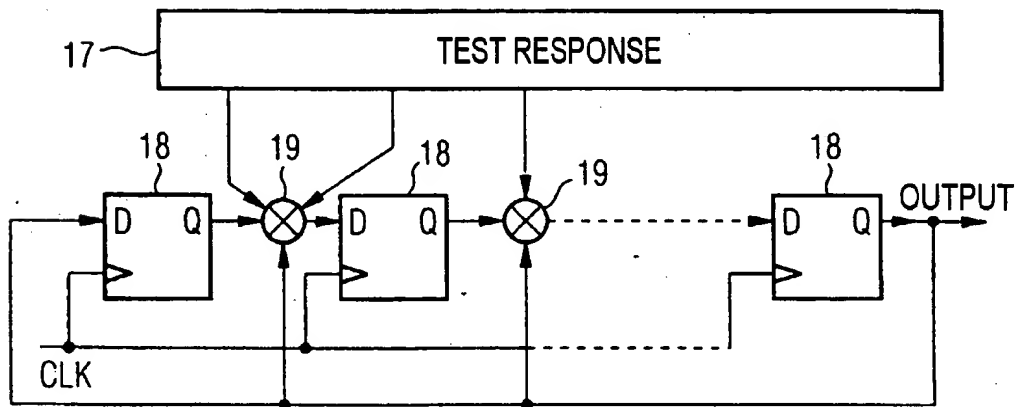 17
TEST RESPONSE
18
19
18
19
18
OUTPUT
D Q
D Q
D Q
CLK